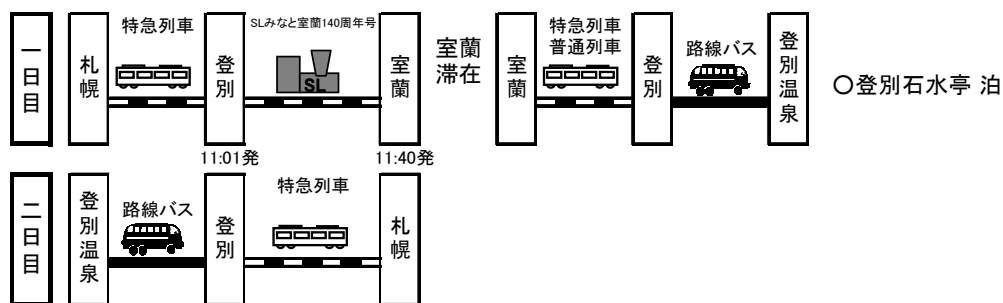 一日目
札幌
特急列車
登別
SLみなと室蘭140周年号
SL
室蘭
室蘭
滞在
室蘭
特急列車
普通列車
登別
路線バス
登別温泉
○登別石水亭 泊
11:01発
11:40発
二日目
登別温泉
路線バス
登別
特急列車
札幌